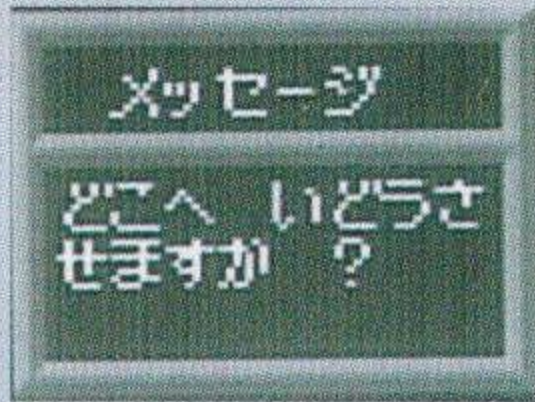 メッセージ
どこへ　いどうさ
せますか　？